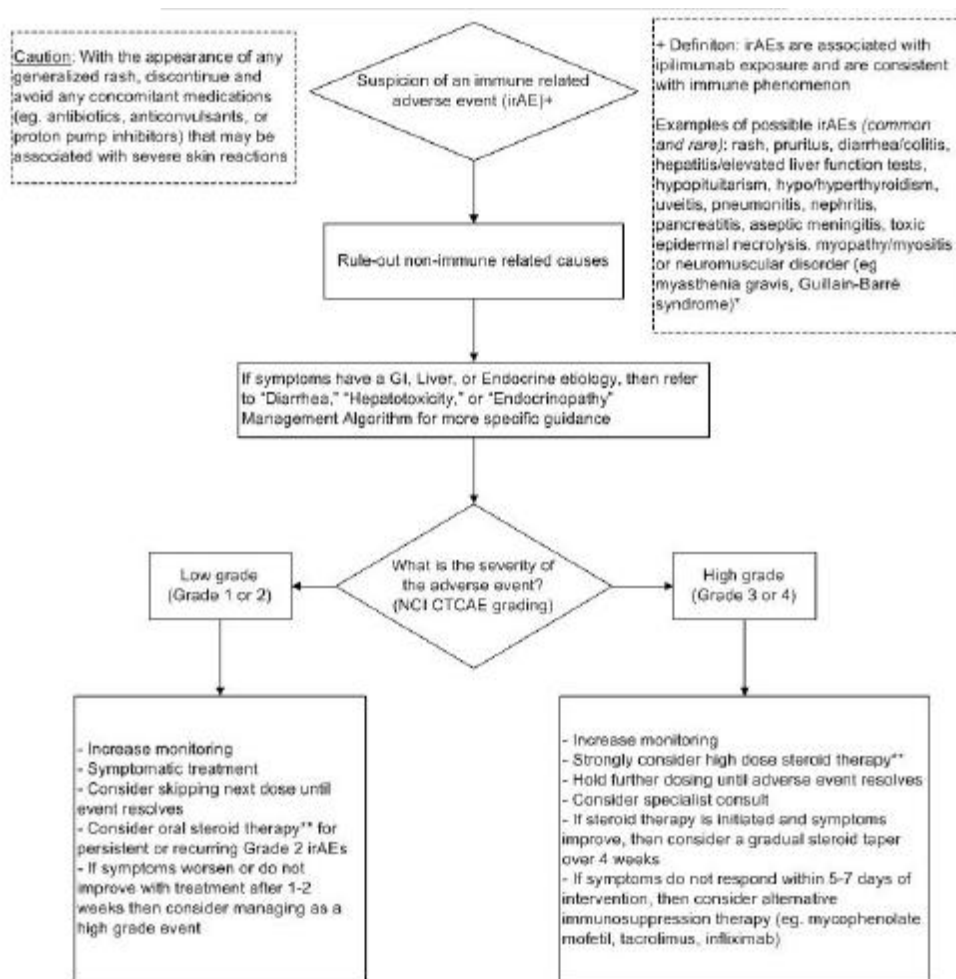 Caution: With the appearance of any
generalized rash, discontinue and
avoid any concomitant medications
(eg. antibiotics, anticonvulsants, or
proton pump inhibitors) that may be
associated with severe skin reactions
Suspicion of an immune related
adverse event (irAE)+
+ Definiton: irAEs are associated with
ipilimumab exposure and are consistent
with immune phenomenon
Examples of possible irAEs (common
and rare): rash, pruritus, diarrhea/colitis,
hepatitis/elevated liver function tests,
hypopituitarism, hypo/hyperthyroidism,
uveitis, pneumonitis, nephritis,
pancreatitis, aseptic meningitis, toxic
epidermal necrolysis, myopathy/myositis
or neuromuscular disorder (eg
myasthenia gravis, Guillain-Barré
syndrome)*
Rule-out non-immune related causes
If symptoms have a GI, Liver, or Endocrine etiology, then refer
to “Diarrhea,” “Hepatotoxicity,” or “Endocrinopathy”
Management Algorithm for more specific guidance
What is the severity of
the adverse event?
(NCI CTCAE grading)
Low grade
(Grade 1 or 2)
High grade
(Grade 3 or 4)
- Increase monitoring
- Symptomatic treatment
- Consider skipping next dose until
event resolves
- Consider oral steroid therapy** for
persistent or recurring Grade 2 irAEs
- If symptoms worsen or do not
improve with treatment after 1-2
weeks then consider managing as a
high grade event
- Increase monitoring
- Strongly consider high dose steroid therapy**
- Hold further dosing until adverse event resolves
- Consider specialist consult
- If steroid therapy is initiated and symptoms
improve, then consider a gradual steroid taper
over 4 weeks
- If symptoms do not respond within 5-7 days of
intervention, then consider alternative
immunosuppression therapy (eg. mycophenolate
mofetil, tacrolimus, infliximab)